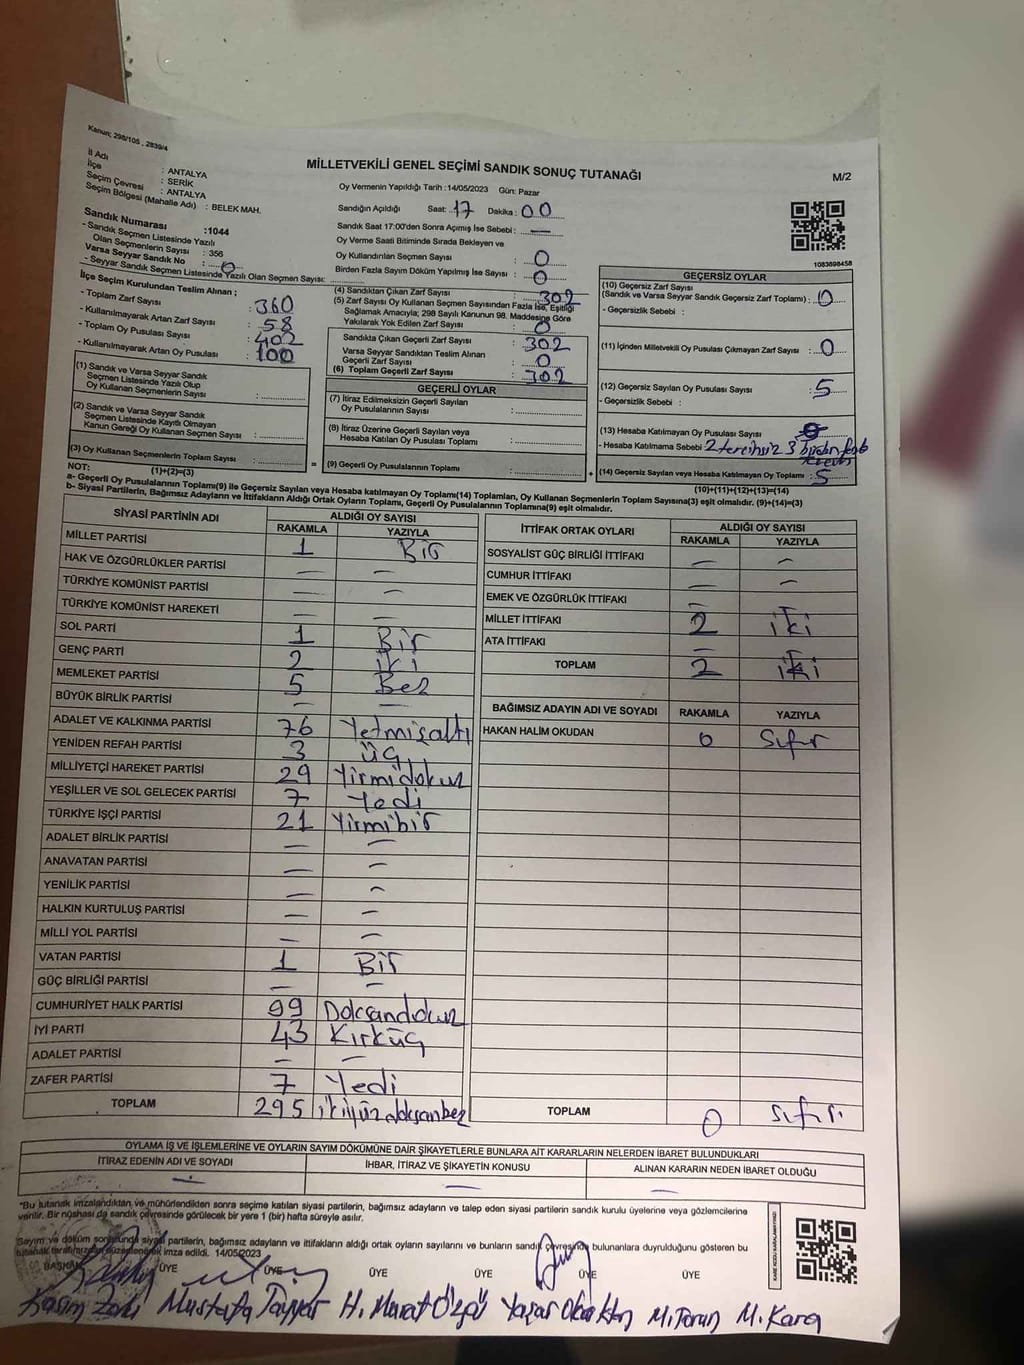 Kanun; 298/105 , 2839/4
MİLLETVEKİLİ GENEL SEÇİMİ SANDIK SONUÇ TUTANAĞI
M/2
İl Adı : ANTALYA
İlçe : SERİK
Seçim Çevresi : ANTALYA
Seçim Bölgesi (Mahalle Adı) : BELEK MAH.
Sandık Numarası :1044
- Sandık Seçmen Listesinde Yazılı
Olan Seçmenlerin Sayısı : 356
Varsa Seyyar Sandık No : 0
- Seyyar Sandık Seçmen Listesinde Yazılı Olan Seçmen Sayısı:
İlçe Seçim Kurulundan Teslim Alınan ;
- Toplam Zarf Sayısı : 360
- Kullanılmayarak Artan Zarf Sayısı : 58
- Toplam Oy Pusulası Sayısı : 402
- Kullanılmayarak Artan Oy Pusulası : 100
(1) Sandık ve Varsa Seyyar Sandık
Seçmen Listesinde Yazılı Olup
Oy Kullanan Seçmenlerin Sayısı :
(2) Sandık ve Varsa Seyyar Sandık
Seçmen Listesinde Kayıtlı Olmayan
Kanun Gereği Oy Kullanan Seçmen Sayısı :
(3) Oy Kullanan Seçmenlerin Toplam Sayısı :
(1)+(2)=(3)
Oy Vermenin Yapıldığı Tarih : 14/05/2023 Gün: Pazar
Sandığın Açıldığı Saat: 17 Dakika : 00
Sandık Saat 17:00'den Sonra Açılmış İse Sebebi : —
Oy Verme Saati Bitiminde Sırada Bekleyen ve
Oy Kullandırılan Seçmen Sayısı : 0
Birden Fazla Sayım Döküm Yapılmış İse Sayısı : 0
(4) Sandıktan Çıkan Zarf Sayısı : 302
(5) Zarf Sayısı Oy Kullanan Seçmen Sayısından Fazla İse, Eşitliği
Sağlamak Amacıyla; 298 Sayılı Kanunun 98. Maddesine Göre
Yakılarak Yok Edilen Zarf Sayısı : 0
Sandıkta Çıkan Geçerli Zarf Sayısı : 302
Varsa Seyyar Sandıktan Teslim Alınan
Geçerli Zarf Sayısı : 0
(6) Toplam Geçerli Zarf Sayısı : 302
GEÇERLİ OYLAR
(7) İtiraz Edilmeksizin Geçerli Sayılan
Oy Pusulalarının Sayısı :
(8) İtiraz Üzerine Geçerli Sayılan veya
Hesaba Katılan Oy Pusulası Toplamı :
= (9) Geçerli Oy Pusulalarının Toplamı :
1083898458
GEÇERSİZ OYLAR
(10) Geçersiz Zarf Sayısı
(Sandık ve Varsa Seyyar Sandık Geçersiz Zarf Toplamı) : 0
- Geçersizlik Sebebi :
(11) İçinden Milletvekili Oy Pusulası Çıkmayan Zarf Sayısı : 0
(12) Geçersiz Sayılan Oy Pusulası Sayısı : 5
- Geçersizlik Sebebi :
(13) Hesaba Katılmayan Oy Pusulası Sayısı :
- Hesaba Katılmama Sebebi : 2 tercihsiz 3
+ (14) Geçersiz Sayılan veya Hesaba Katılmayan Oy Toplamı : 5
(10)+(11)+(12)+(13)=(14)
NOT:
a- Geçerli Oy Pusulalarının Toplamı(9) ile Geçersiz Sayılan veya Hesaba katılmayan Oy Toplamı(14) Toplamları, Oy Kullanan Seçmenlerin Toplam Sayısına(3) eşit olmalıdır. (9)+(14)=(3)
b- Siyasi Partilerin, Bağımsız Adayların ve İttifakların Aldığı Ortak Oyların Toplamı, Geçerli Oy Pusulalarının Toplamına(9) eşit olmalıdır.
SİYASİ PARTİNİN ADI ALDIĞI OY SAYISI
RAKAMLA YAZIYLA
MİLLET PARTİSİ 1 Bir
HAK VE ÖZGÜRLÜKLER PARTİSİ — —
TÜRKİYE KOMÜNİST PARTİSİ — —
TÜRKİYE KOMÜNİST HAREKETİ — —
SOL PARTİ 1 Bir
GENÇ PARTİ 2 iki
MEMLEKET PARTİSİ 5 Beş
BÜYÜK BİRLİK PARTİSİ — —
ADALET VE KALKINMA PARTİSİ 76 Yetmişaltı
YENİDEN REFAH PARTİSİ 3 üç
MİLLİYETÇİ HAREKET PARTİSİ 29 Yirmidokuz
YEŞİLLER VE SOL GELECEK PARTİSİ 7 Yedi
TÜRKİYE İŞÇİ PARTİSİ 21 Yirmibir
ADALET BİRLİK PARTİSİ — —
ANAVATAN PARTİSİ — —
YENİLİK PARTİSİ — —
HALKIN KURTULUŞ PARTİSİ — —
MİLLİ YOL PARTİSİ — —
VATAN PARTİSİ 1 Bir
GÜÇ BİRLİĞİ PARTİSİ — —
CUMHURİYET HALK PARTİSİ 99 Doksandokuz
İYİ PARTİ 43 Kırküç
ADALET PARTİSİ — —
ZAFER PARTİSİ 7 Yedi
TOPLAM 295 ikiyüzdoksanbeş
İTTİFAK ORTAK OYLARI ALDIĞI OY SAYISI
RAKAMLA YAZIYLA
SOSYALİST GÜÇ BİRLİĞİ İTTİFAKI — —
CUMHUR İTTİFAKI — —
EMEK VE ÖZGÜRLÜK İTTİFAKI —
MİLLET İTTİFAKI 2 iki
ATA İTTİFAKI —
TOPLAM 2 iki
BAĞIMSIZ ADAYIN ADI VE SOYADI RAKAMLA YAZIYLA
HAKAN HALİM OKUDAN 0 Sıfır
TOPLAM 0 Sıfır
OYLAMA İŞ VE İŞLEMLERİNE VE OYLARIN SAYIM DÖKÜMÜNE DAİR ŞİKAYETLERLE BUNLARA AİT KARARLARIN NELERDEN İBARET BULUNDUKLARI
İTİRAZ EDENİN ADI VE SOYADI İHBAR, İTİRAZ VE ŞİKAYETİN KONUSU ALINAN KARARIN NEDEN İBARET OLDUĞU
— — —
*Bu tutanak imzalandıktan ve mühürlendikten sonra seçime katılan siyasi partilerin, bağımsız adayların ve talep eden siyasi partilerin sandık kurulu üyelerine veya gözlemcilerine
verilir. Bir nüshası da sandık çevresinde görülecek bir yere 1 (bir) hafta süreyle asılır.
Sayım ve döküm sonucunda siyasi partilerin, bağımsız adayların ve ittifakların aldığı ortak oyların sayılarını ve bunların sandık çevresinde bulunanlara duyrulduğunu gösteren bu
tutanak tarafımızdan düzenlenerek imza edildi. 14/05/2023
BAŞKAN ÜYE ÜYE ÜYE ÜYE ÜYE ÜYE
Kasım Mustafa Tayyar H. Murat Özgü Yaşar M. Torun M. Kara